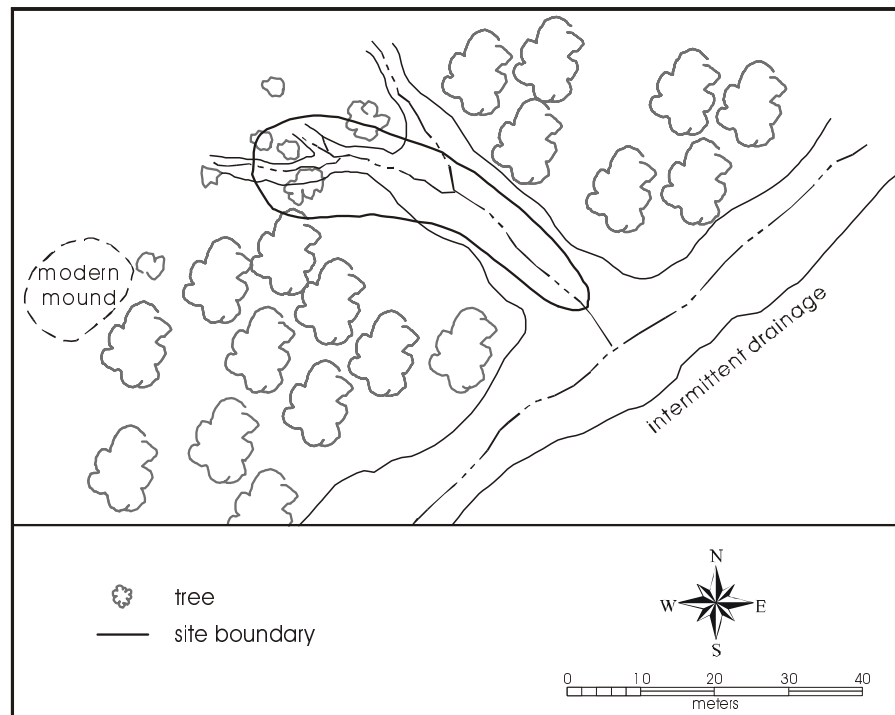 modern
mound
intermittent drainage
tree
site boundary
N
W E
S
0 10 20 30 40
meters